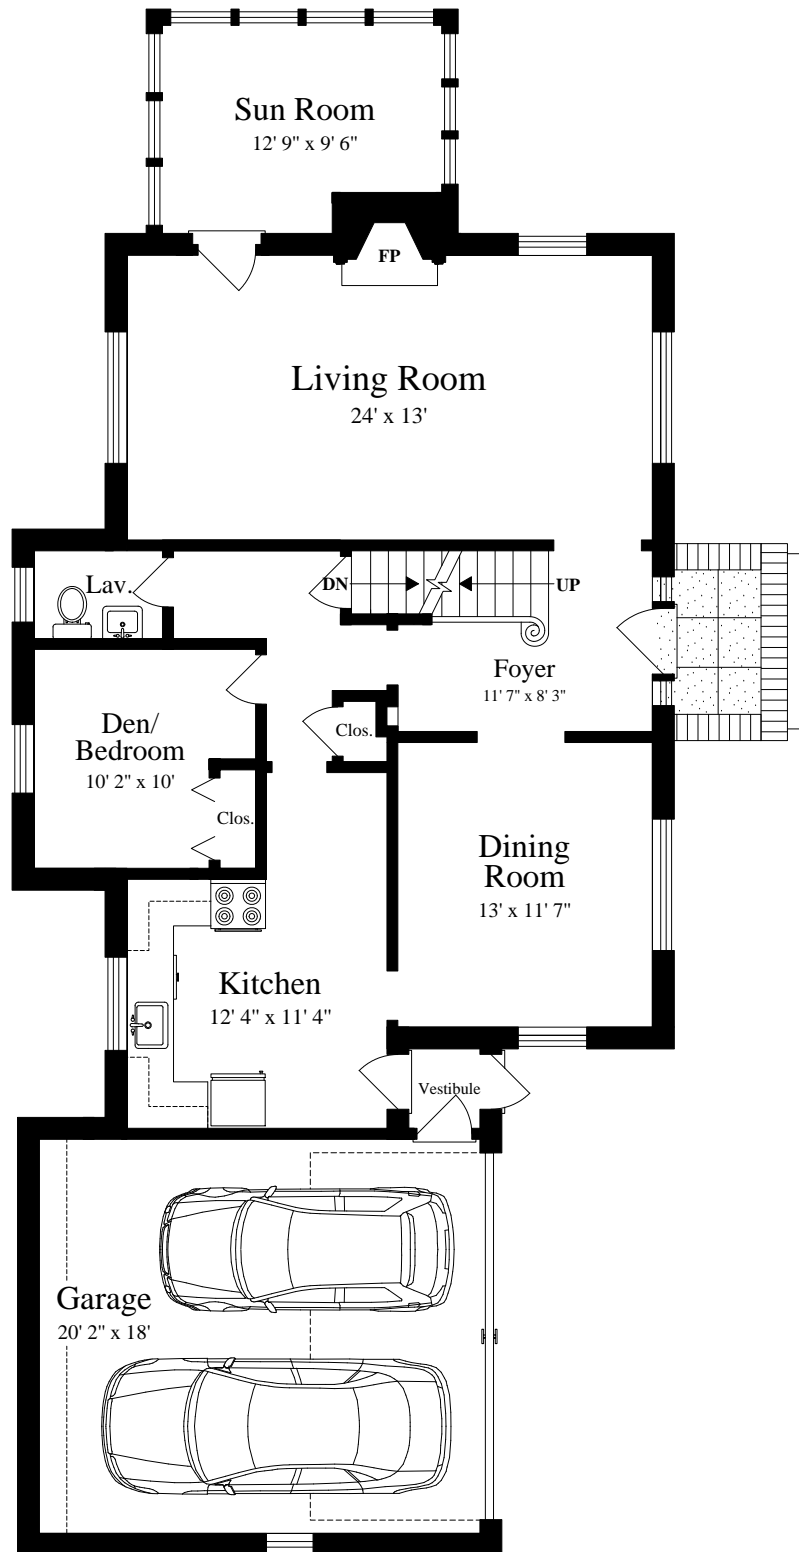 Sun Room
12' 9" x 9' 6"
FP
Living Room
24' x 13'
Lav.
DN
UP
Foyer
11' 7" x 8' 3"
Den/
Bedroom
10' 2" x 10'
Clos.
Clos.
Dining
Room
13' x 11' 7"
Kitchen
12' 4" x 11' 4"
Vestibule
Garage
20' 2" x 18'